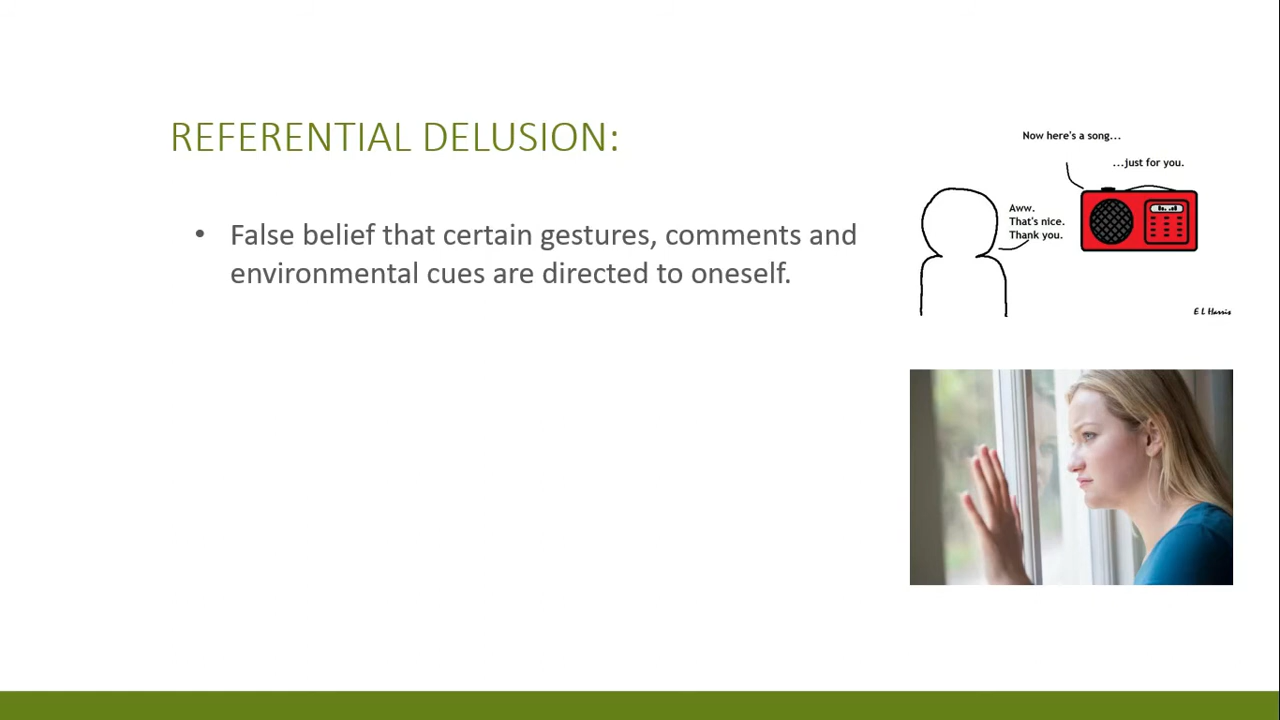 REFERENTIAL DELUSION:
• False belief that certain gestures, comments and
environmental cues are directed to oneself.
Now here's a song...
...just for you.
Aww.
That's nice.
Thank you.
E L Harris